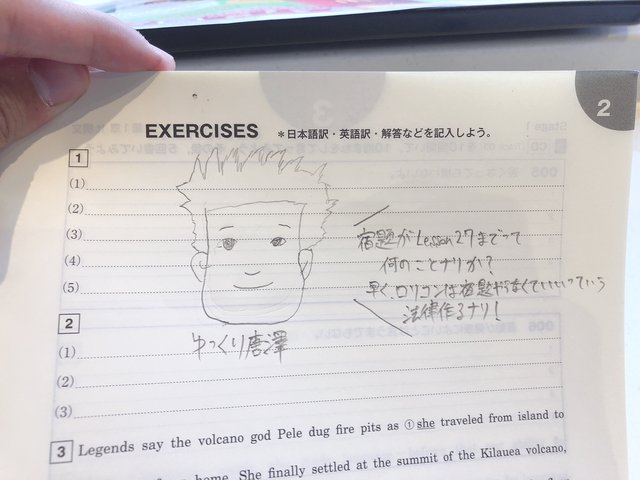 2
EXERCISES ＊日本語訳・英語訳・解答などを記入しよう。
1
(1)
(2)
(3)
(4)
(5)
宿題がLesson27までって
何のことナリか?
早く、ロリコンは宿題やらなくていいっていう
法律作るナリ!
ゆっくり唐澤
2
(1)
(2)
(3)
3 Legends say the volcano god Pele dug fire pits as ①she traveled from island to
home. She finally settled at the summit of the Kilauea volcano,